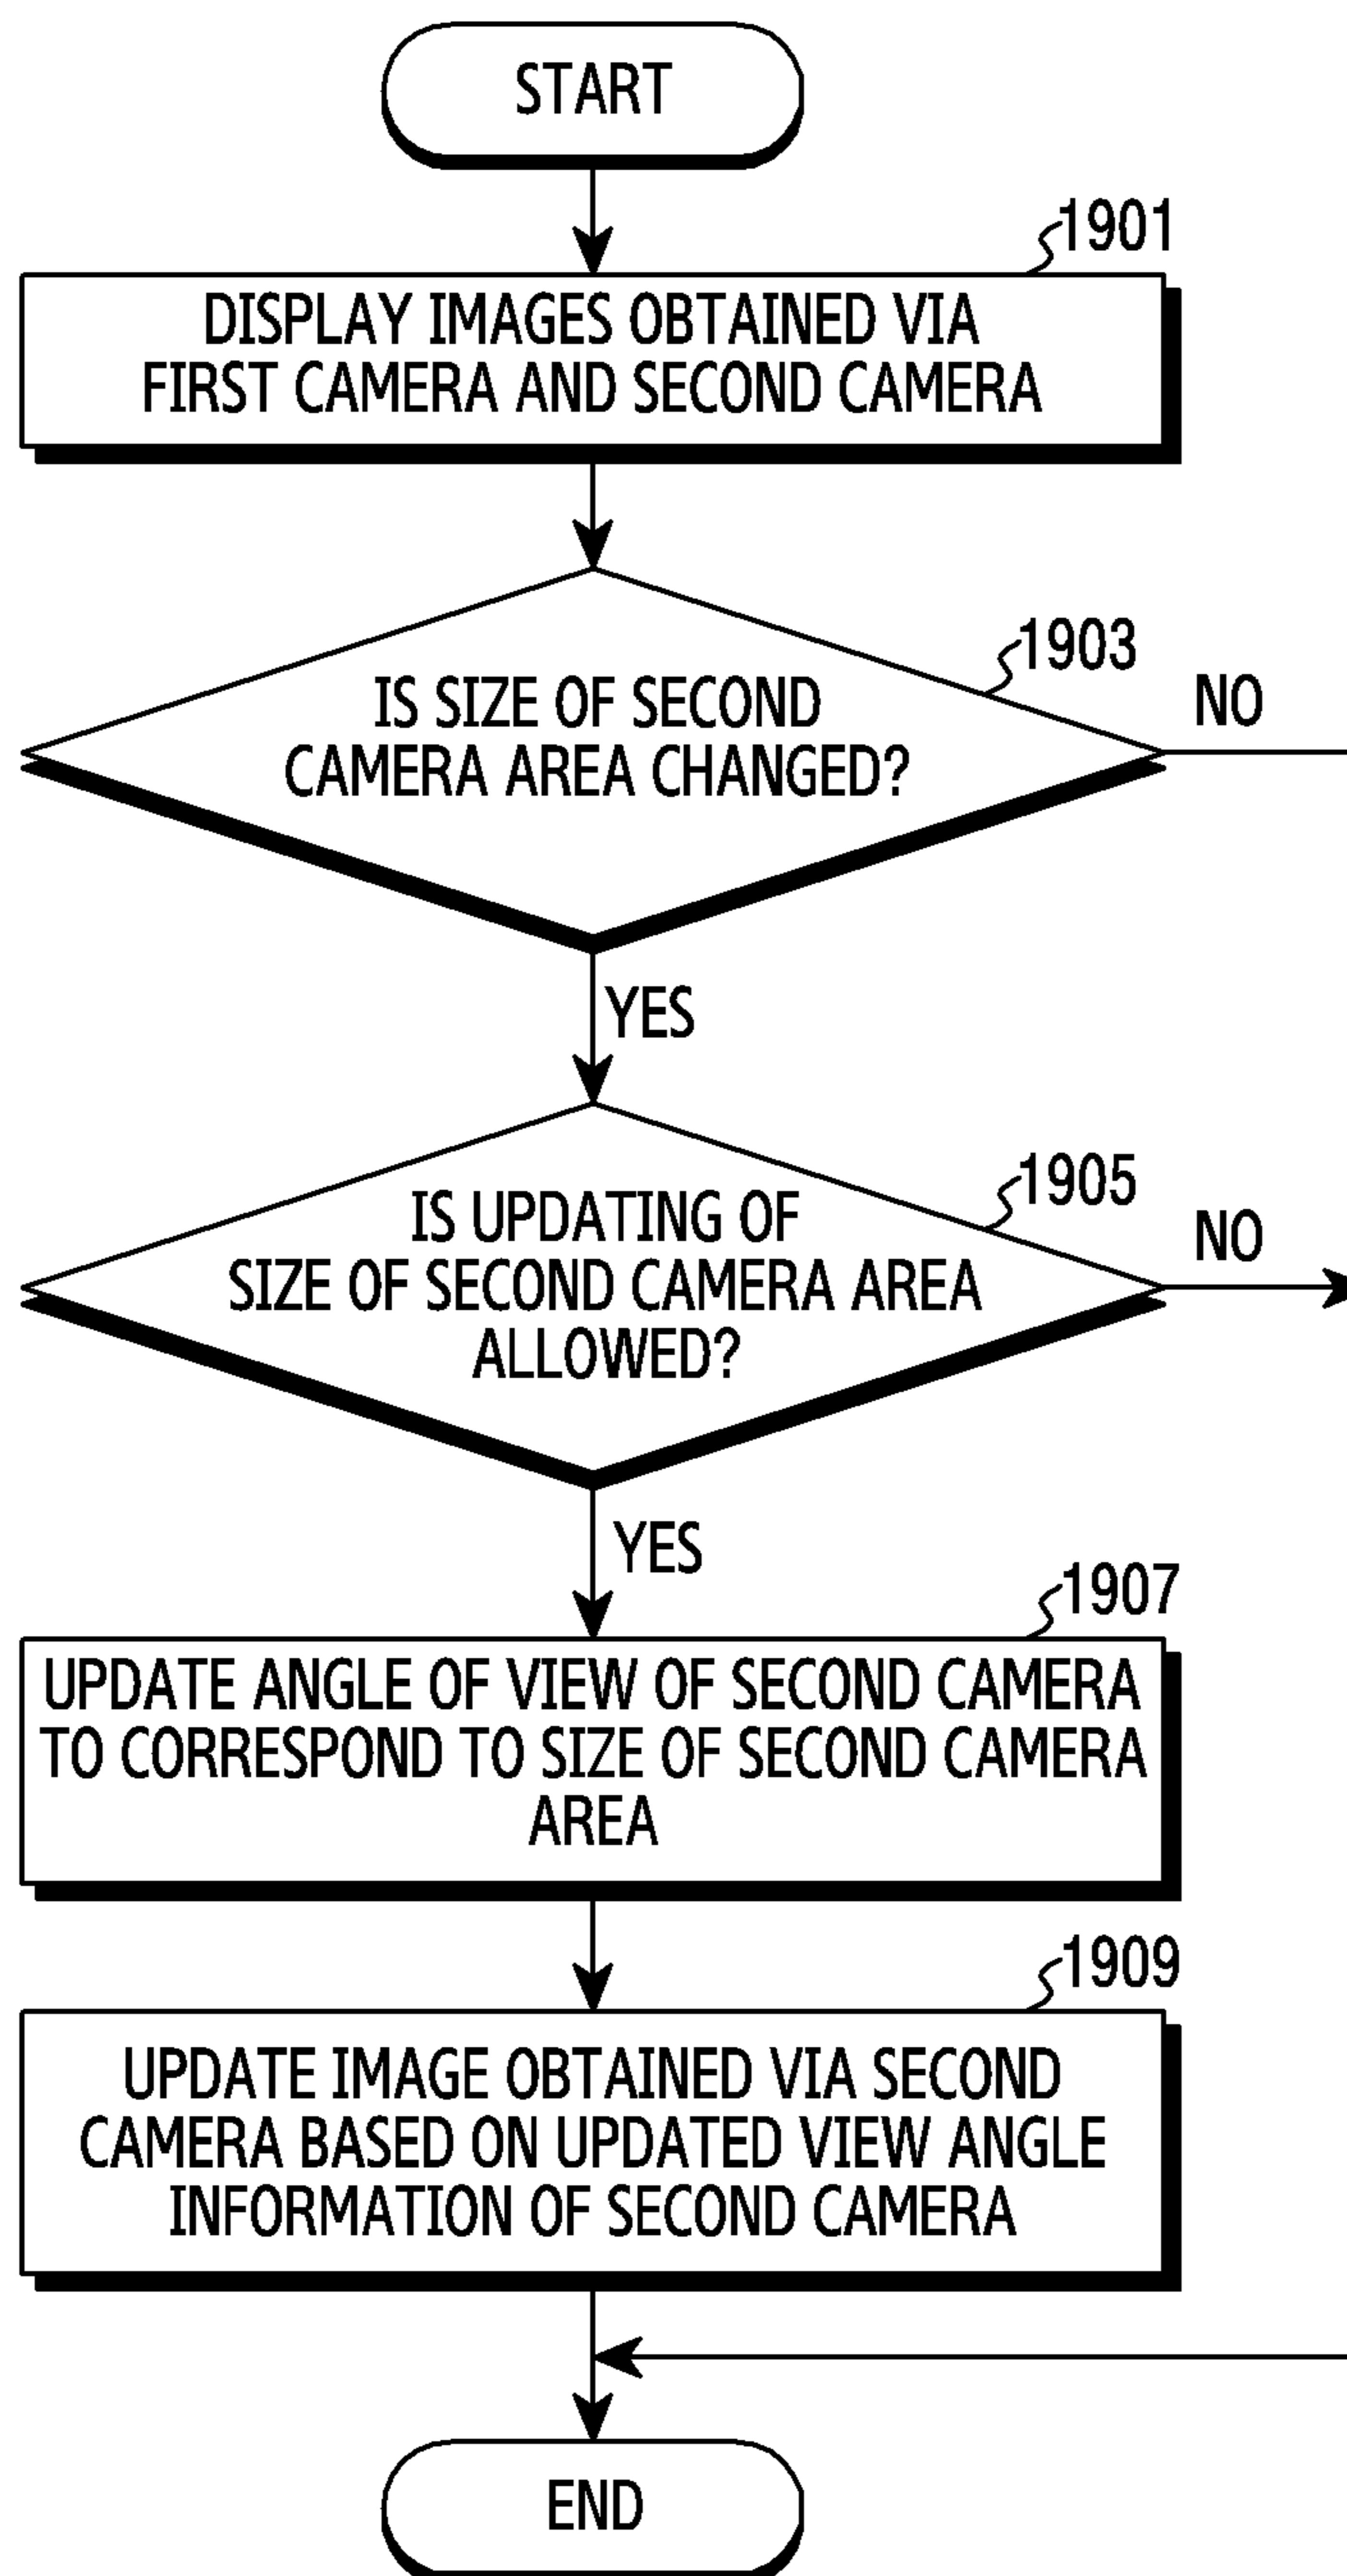 START
1901
DISPLAY IMAGES OBTAINED VIA
FIRST CAMERA AND SECOND CAMERA
1903
IS SIZE OF SECOND
CAMERA AREA CHANGED?
NO
YES
1905
IS UPDATING OF
SIZE OF SECOND CAMERA AREA
ALLOWED?
NO
YES
1907
UPDATE ANGLE OF VIEW OF SECOND CAMERA
TO CORRESPOND TO SIZE OF SECOND CAMERA
AREA
1909
UPDATE IMAGE OBTAINED VIA SECOND
CAMERA BASED ON UPDATED VIEW ANGLE
INFORMATION OF SECOND CAMERA
END